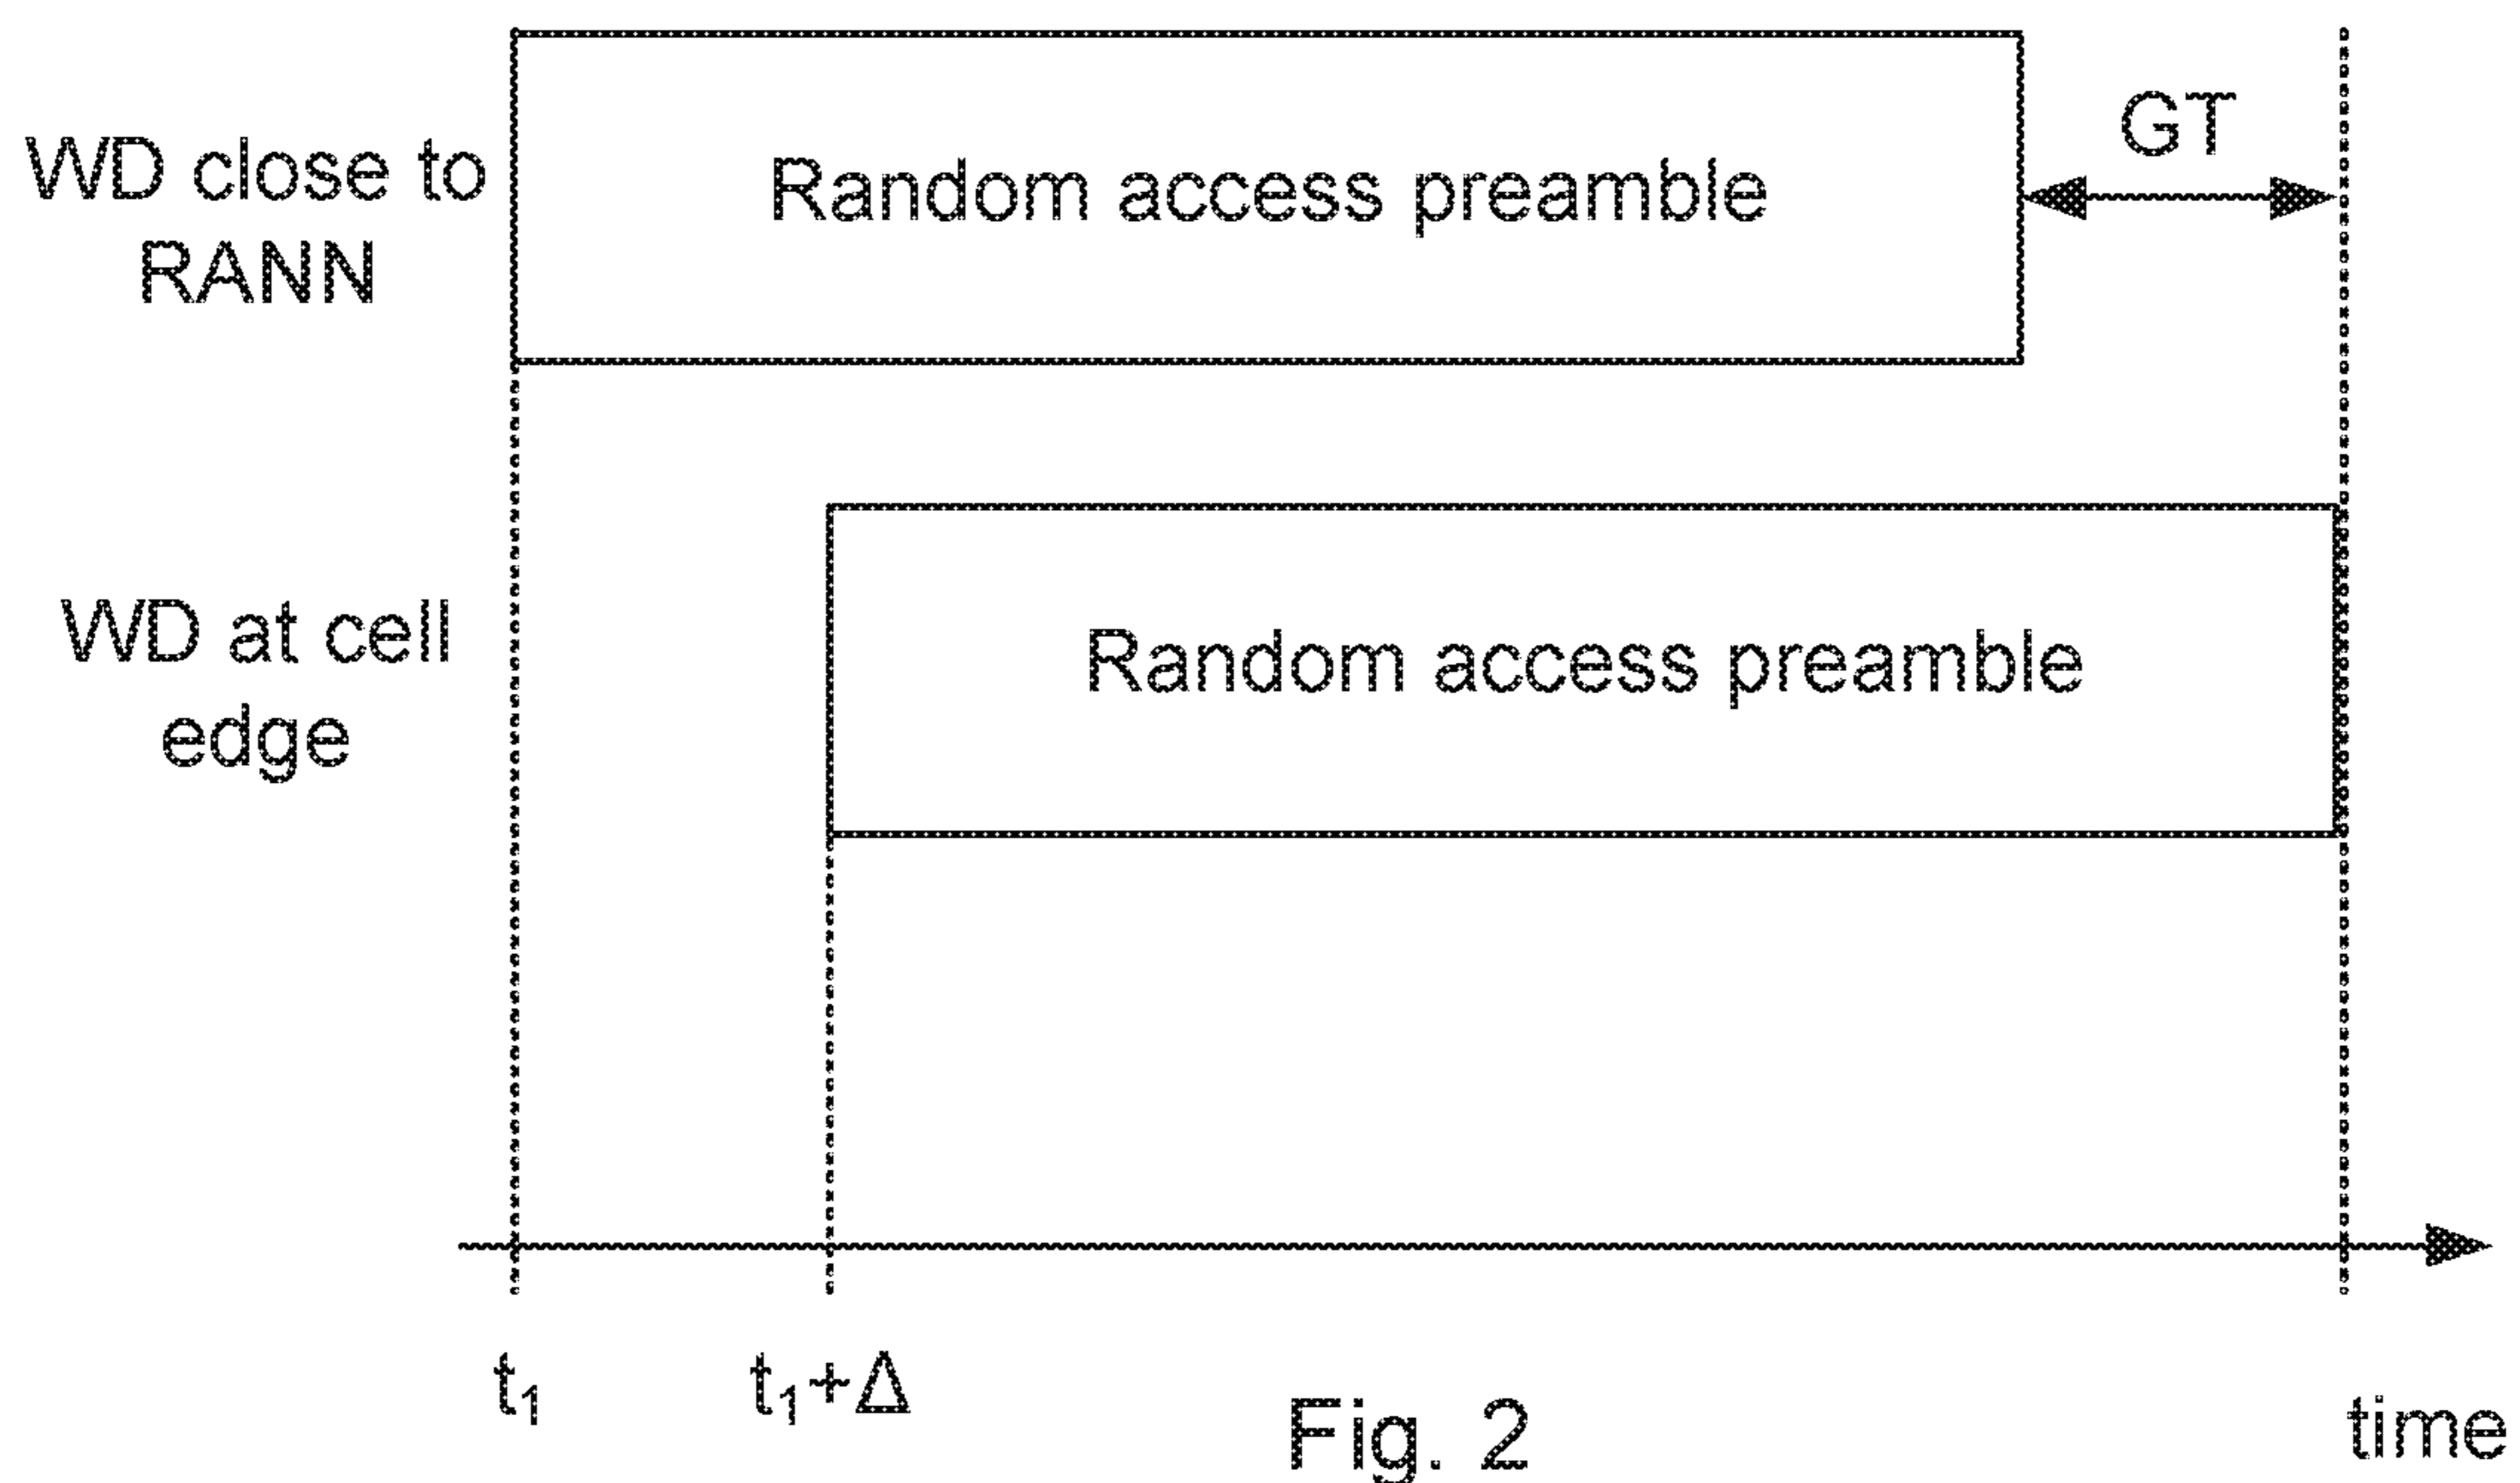 WD close to
RANN
Random access preamble
GT
WD at cell
edge
Random access preamble
t₁
t₁+Δ
Fig. 2
time